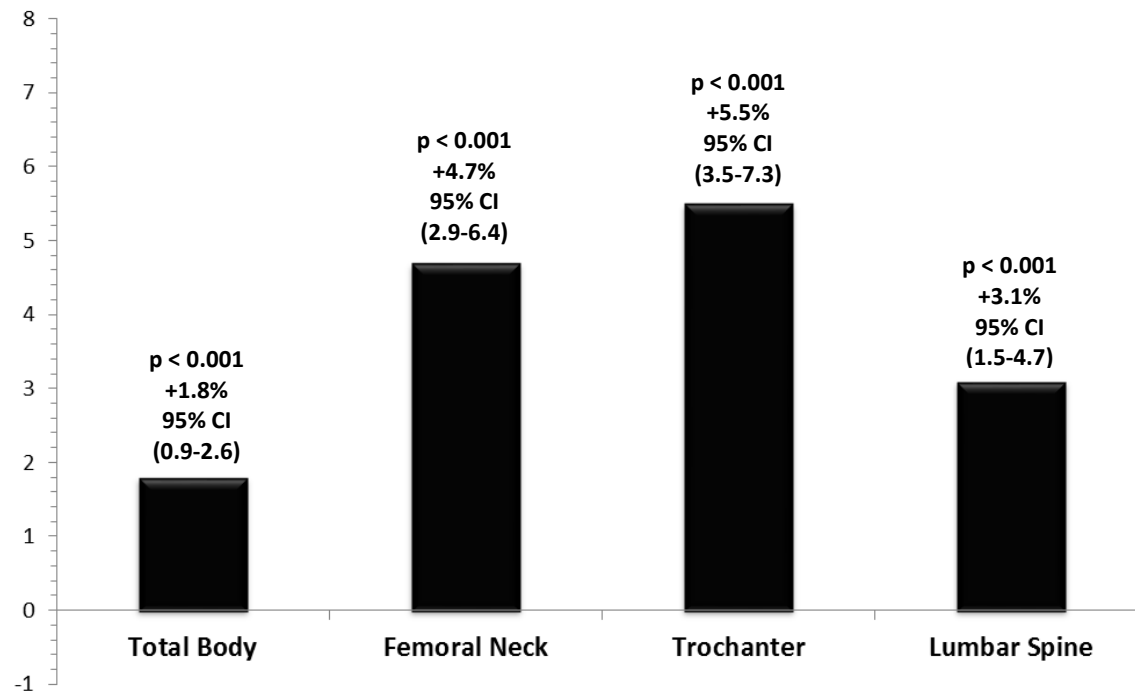 8
7
6
5
4
3
2
1
0
-1
p < 0.001
+1.8%
95% CI
(0.9-2.6)
p < 0.001
+4.7%
95% CI
(2.9-6.4)
p < 0.001
+5.5%
95% CI
(3.5-7.3)
p < 0.001
+3.1%
95% CI
(1.5-4.7)
Total Body
Femoral Neck
Trochanter
Lumbar Spine